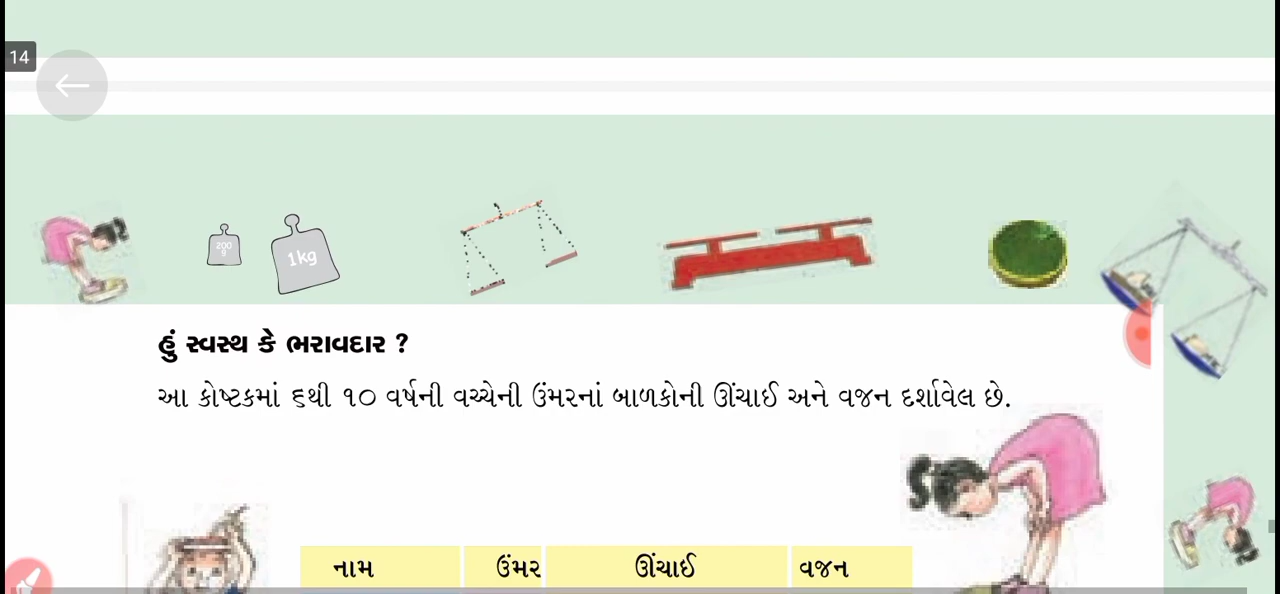 14
200
g
1kg
હું સ્વસ્થ કે ભરાવદાર ?
આ કોષ્ટકમાં ૬થી ૧૦ વર્ષની વચ્ચેની ઉંમરનાં બાળકોની ઊંચાઈ અને વજન દર્શાવેલ છે.
નામ ઉંમર ઊંચાઈ વજન